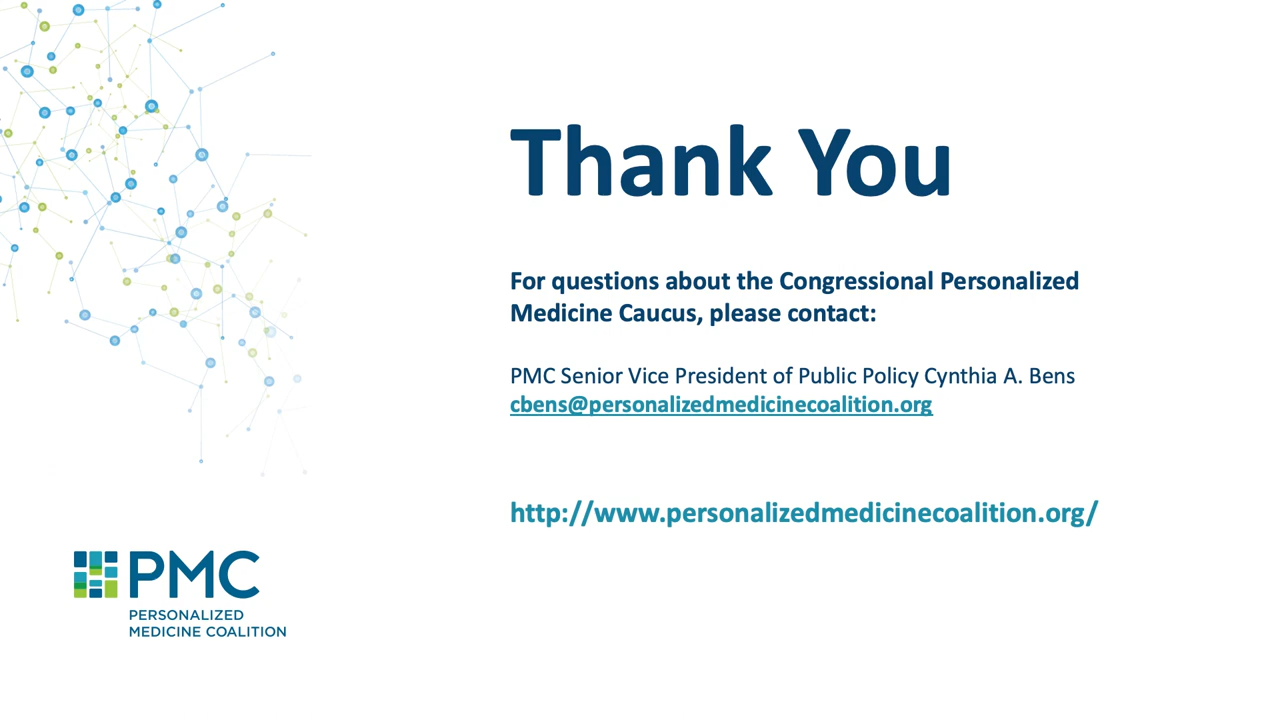 Thank You
For questions about the Congressional Personalized
Medicine Caucus, please contact:
PMC Senior Vice President of Public Policy Cynthia A. Bens
cbens@personalizedmedicinecoalition.org
http://www.personalizedmedicinecoalition.org/
PMC
PERSONALIZED
MEDICINE COALITION